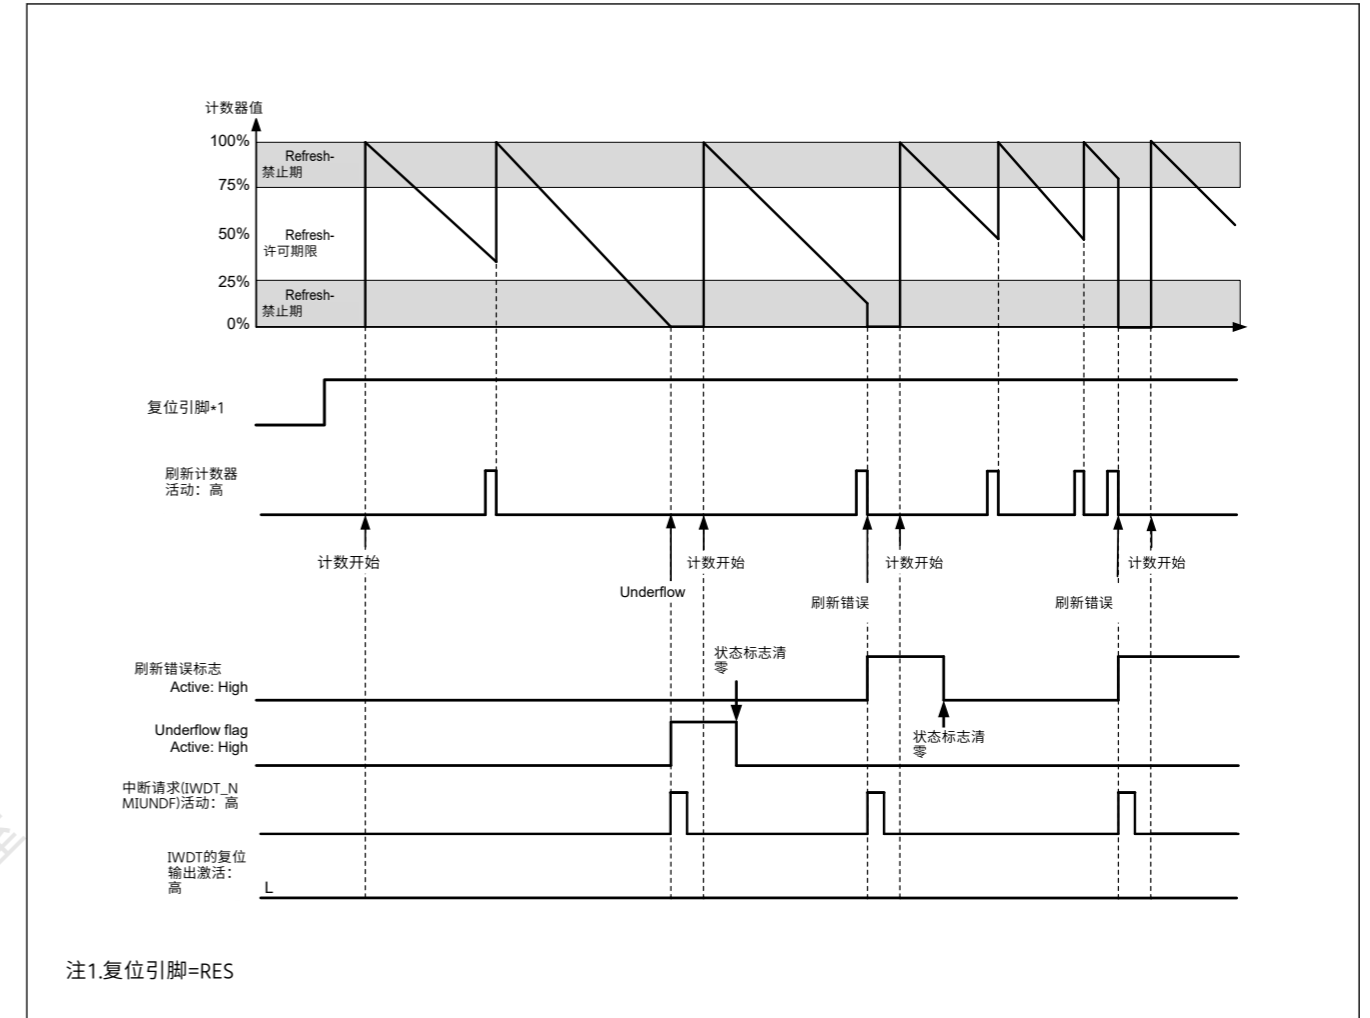 计数器值
100%
Refresh-
禁止期
75%
50%
Refresh-
许可期限
25%
Refresh-
禁止期
0%
复位引脚*1
刷新计数器
活动：高
计数开始
计数开始
计数开始
计数开始
Underflow
刷新错误
刷新错误
状态标志清
零
刷新错误标志
Active: High
Underflow flag
Active: High
状态标志清
零
中断请求(IWDT_N
MIUNDF)活动：高
IWDT的复位
输出激活：
高
L
注1.复位引脚=RES